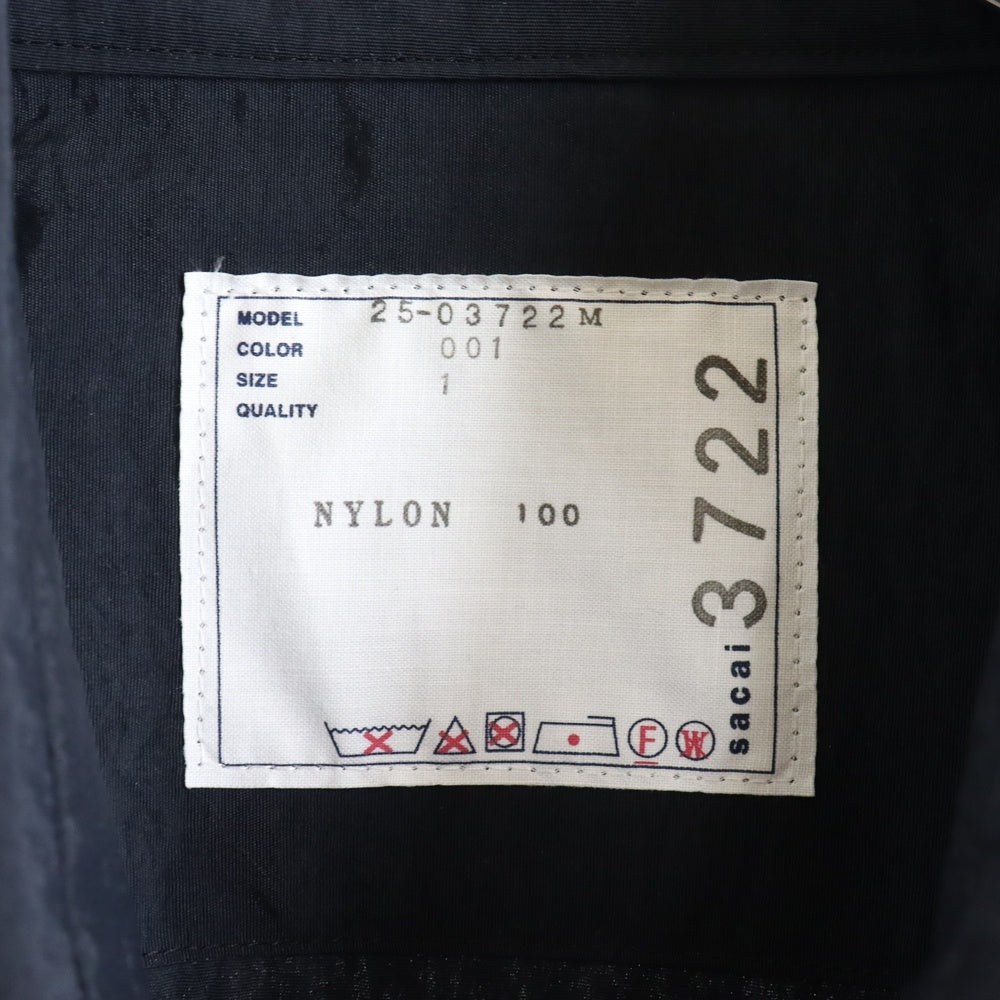 MODEL 25-03722M
COLOR 001
SIZE 1
QUALITY
NYLON 100
sacai 3722
F W